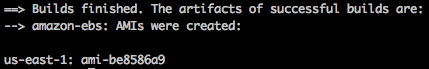 ==> Builds finished. The artifacts of successful builds are:
--> amazon-ebs: AMIs were created:
us-east-1: ami-be8586a9